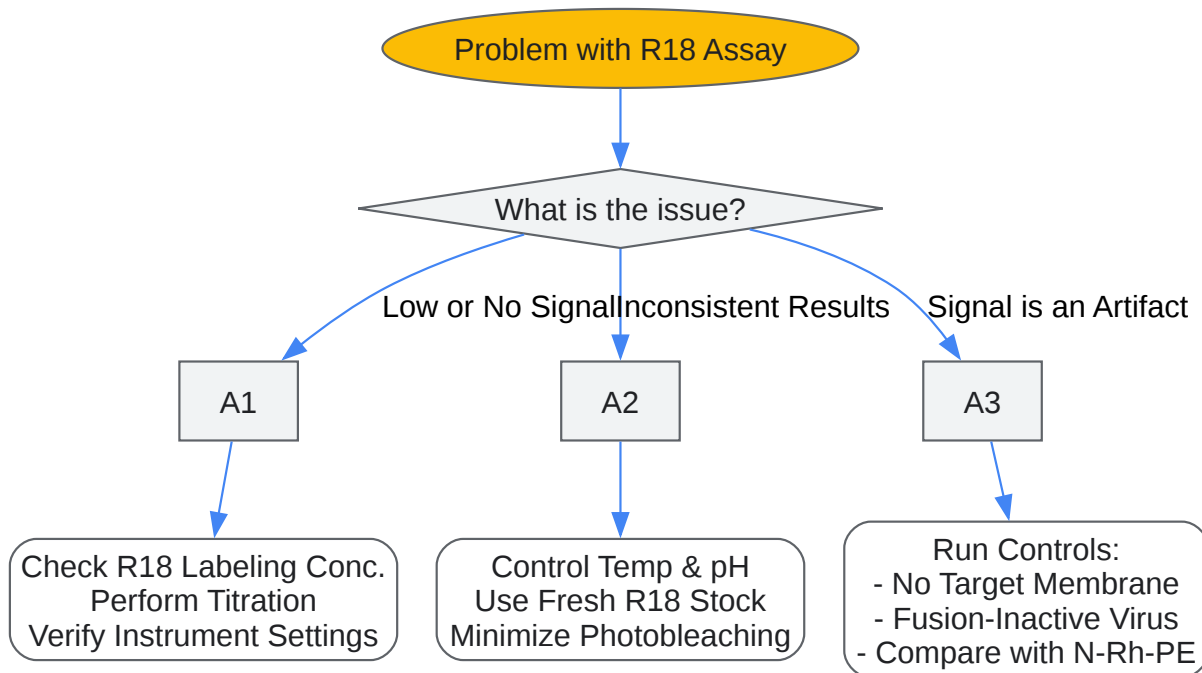 Problem with R18 Assay
What is the issue?
Low or No Signal
Inconsistent Results
Signal is an Artifact
A1
A2
A3
Check R18 Labeling Conc.
Perform Titration
Verify Instrument Settings
Control Temp & pH
Use Fresh R18 Stock
Minimize Photobleaching
Run Controls:
- No Target Membrane
- Fusion-Inactive Virus
- Compare with N-Rh-PE